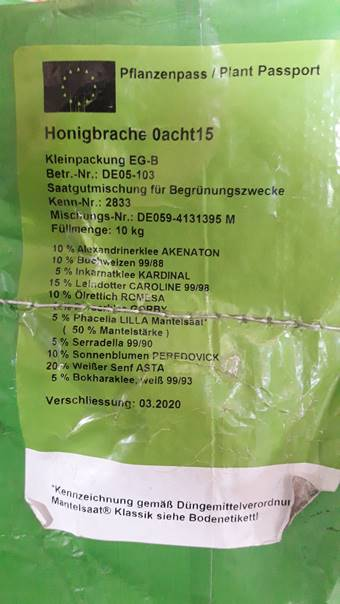 Pflanzenpass / Plant Passport
Honigbrache 0acht15
Kleinpackung EG-B
Betr.-Nr.: DE05-103
Saatgutmischung für Begrünungszwecke
Kenn-Nr.: 2833
Mischungs-Nr.: DE059-4131395 M
Füllmenge: 10 kg
10 % Alexandrinerklee AKENATON
10 % Buchweizen 99/88
5 % Inkarnatklee KARDINAL
15 % Leindotter CAROLINE 99/98
10 % Ölrettich ROMESA
CORBY
5 % Phacelia LILLA Mantelsaat*
( 50 % Mantelstärke )
5 % Serradella 99/90
10 % Sonnenblumen PEREDOVICK
20 % Weißer Senf ASTA
5 % Bokharaklee, weiß 99/93
Verschliessung: 03.2020
*Kennzeichnung gemäß Düngemittelverordnun
Mantelsaat® Klassik siehe Bodenetikett!